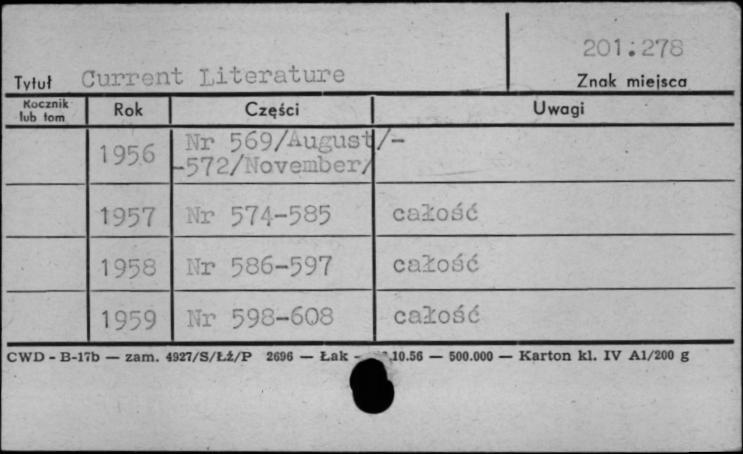 201:278
Tytuł Current Literature Znak miejsca
Rocznik lub tom Rok Części Uwagi
1956 Nr 569/August/-
-572/November/
1957 Nr 574-585 całość
1958 Nr 586-597 całość
1959 Nr 598-608 całość
CWD - B-17b — zam. 4927/S/Łż/P 2696 — Łak - .10.56 — 500.000 — Karton kl. IV A1/200 g